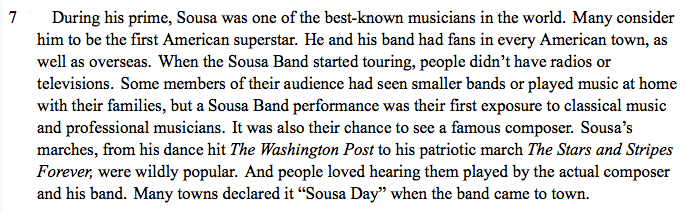 7 During his prime, Sousa was one of the best-known musicians in the world. Many consider
him to be the first American superstar. He and his band had fans in every American town, as
well as overseas. When the Sousa Band started touring, people didn’t have radios or
televisions. Some members of their audience had seen smaller bands or played music at home
with their families, but a Sousa Band performance was their first exposure to classical music
and professional musicians. It was also their chance to see a famous composer. Sousa’s
marches, from his dance hit The Washington Post to his patriotic march The Stars and Stripes
Forever, were wildly popular. And people loved hearing them played by the actual composer
and his band. Many towns declared it “Sousa Day” when the band came to town.